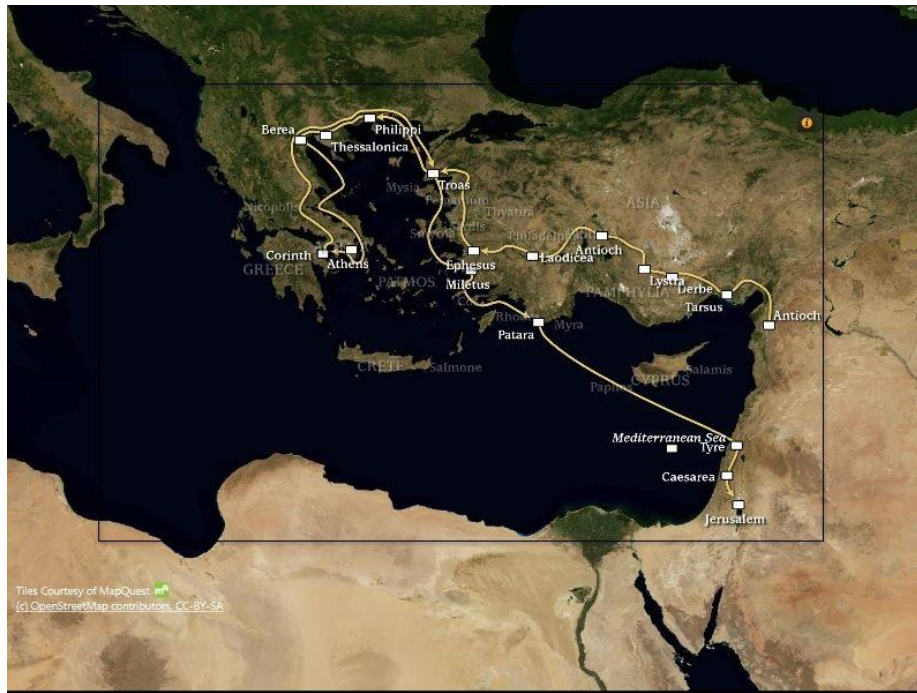 Berea
Philippi
Thessalonica
Troas
Mysia
Pergamum
Thyatira
ASIA
Nicopolis
Philadelphia
Antioch
Corinth
Athens
GREECE
Ephesus
Laodicea
Miletus
PATMOS
Lystra
Derbe
PAMPHYLIA
Tarsus
Antioch
Rhodes
Myra
Patara
CRETE
Salmone
CYPRUS
Salamis
Paphos
Mediterranean Sea
Tyre
Caesarea
Jerusalem
Tiles Courtesy of MapQuest
(c) OpenStreetMap contributors, CC-BY-SA